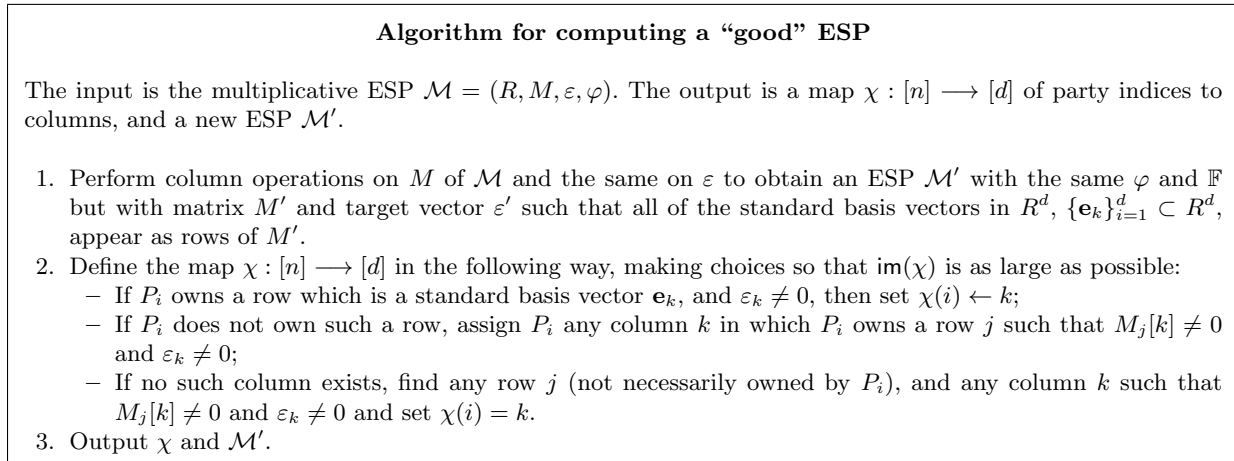 Algorithm for computing a “good” ESP
The input is the multiplicative ESP ℳ = (R, M, ε, φ). The output is a map χ : [n] ⟶ [d] of party indices to
columns, and a new ESP ℳ′.
1. Perform column operations on M of ℳ and the same on ε to obtain an ESP ℳ′ with the same φ and 𝔽
but with matrix M′ and target vector ε′ such that all of the standard basis vectors in R^d, {𝐞_k}_{i=1}^d ⊂ R^d,
appear as rows of M′.
2. Define the map χ : [n] ⟶ [d] in the following way, making choices so that im(χ) is as large as possible:
– If P_i owns a row which is a standard basis vector 𝐞_k, and ε_k ≠ 0, then set χ(i) ← k;
– If P_i does not own such a row, assign P_i any column k in which P_i owns a row j such that M_j[k] ≠ 0
and ε_k ≠ 0;
– If no such column exists, find any row j (not necessarily owned by P_i), and any column k such that
M_j[k] ≠ 0 and ε_k ≠ 0 and set χ(i) = k.
3. Output χ and ℳ′.